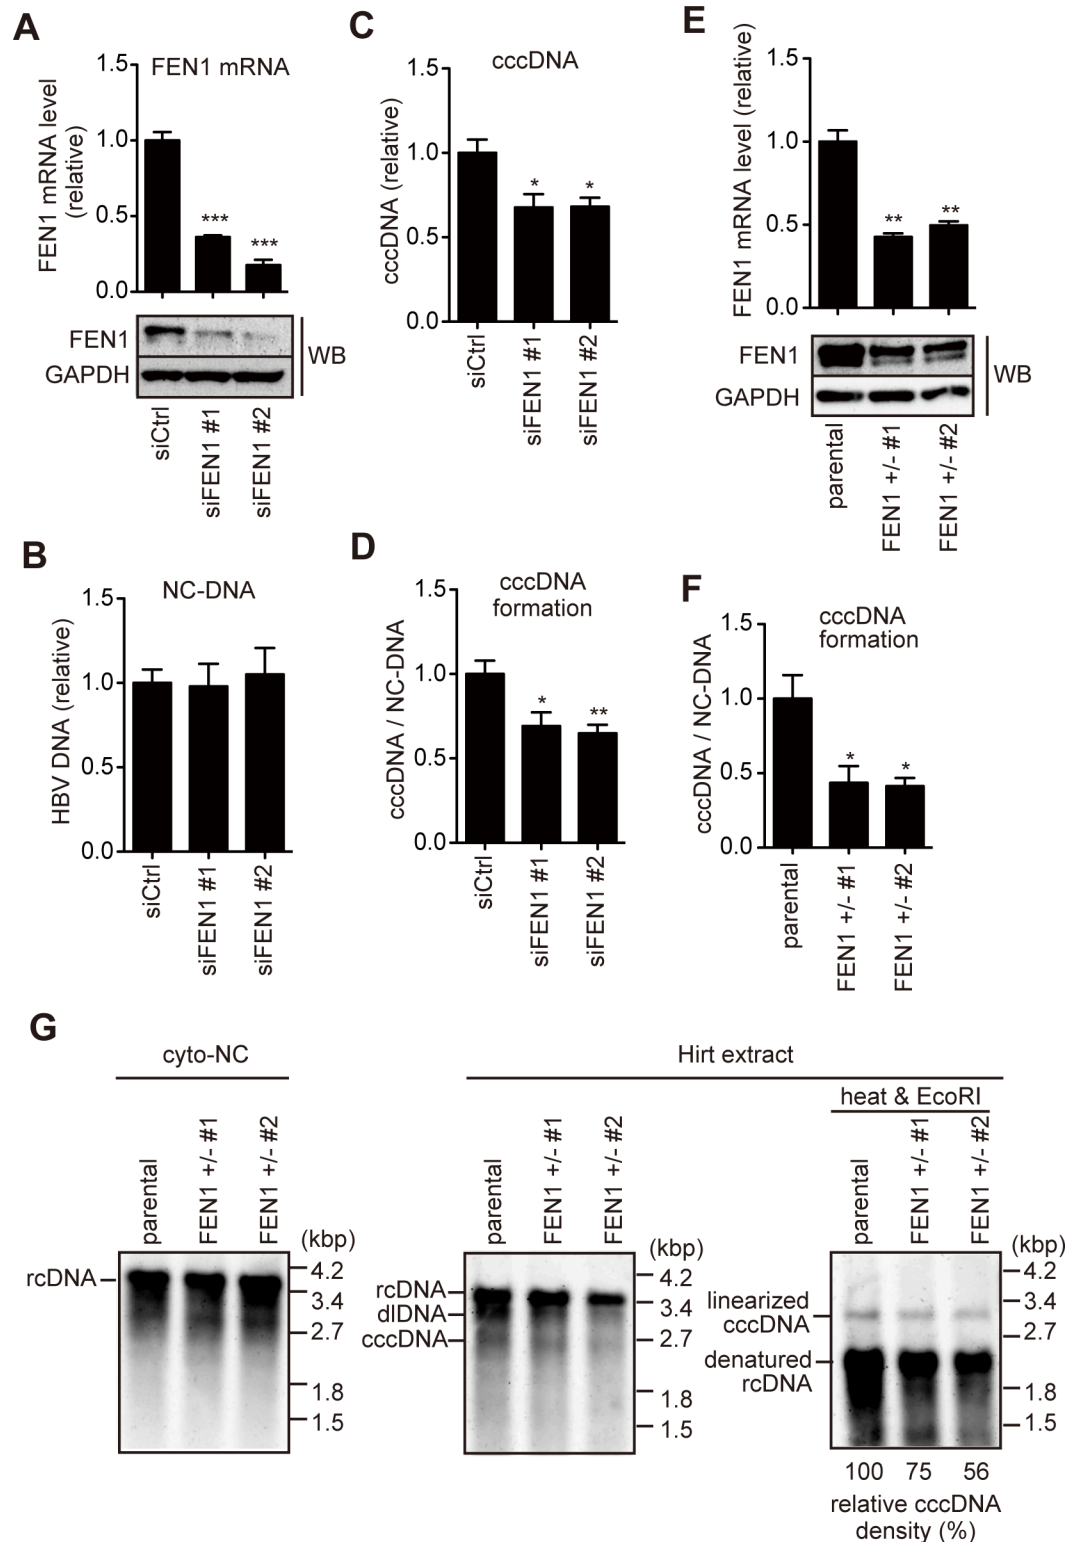 A
FEN1 mRNA
FEN1 mRNA level
(relative)
1.5
1.0
0.5
0.0
***
***
FEN1
GAPDH
WB
siCtrl
siFEN1 #1
siFEN1 #2
B
NC-DNA
HBV DNA (relative)
1.5
1.0
0.5
0.0
siCtrl
siFEN1 #1
siFEN1 #2
C
cccDNA
cccDNA (relative)
1.5
1.0
0.5
0.0
*
*
siCtrl
siFEN1 #1
siFEN1 #2
D
cccDNA
formation
cccDNA / NC-DNA
1.5
1.0
0.5
0.0
*
**
siCtrl
siFEN1 #1
siFEN1 #2
E
FEN1 mRNA level (relative)
1.5
1.0
0.5
0.0
**
**
FEN1
GAPDH
WB
parental
FEN1 +/- #1
FEN1 +/- #2
F
cccDNA
formation
cccDNA / NC-DNA
1.5
1.0
0.5
0.0
*
*
parental
FEN1 +/- #1
FEN1 +/- #2
G
cyto-NC
parental
FEN1 +/- #1
FEN1 +/- #2
(kbp)
rcDNA
4.2
3.4
2.7
1.8
1.5
Hirt extract
parental
FEN1 +/- #1
FEN1 +/- #2
(kbp)
rcDNA
dlDNA
cccDNA
4.2
3.4
2.7
1.8
1.5
heat & EcoRI
parental
FEN1 +/- #1
FEN1 +/- #2
(kbp)
linearized
cccDNA
denatured
rcDNA
4.2
3.4
2.7
1.8
1.5
100 75 56
relative cccDNA
density (%)